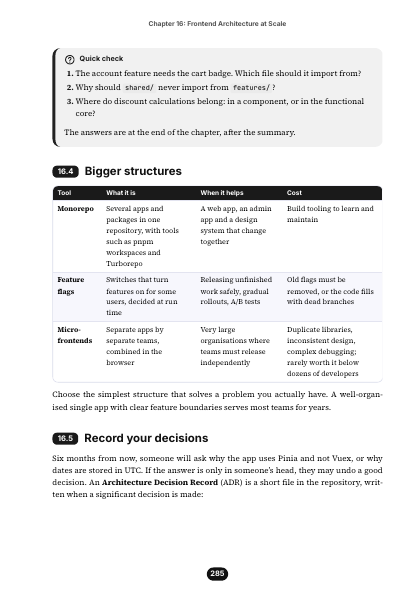 Chapter 16: Frontend Architecture at Scale
Quick check
1. The account feature needs the cart badge. Which file should it import from?
2. Why should shared/ never import from features/?
3. Where do discount calculations belong: in a component, or in the functional
core?
The answers are at the end of the chapter, after the summary.
16.4 Bigger structures
Tool What it is When it helps Cost
Monorepo Several apps and packages in one repository, with tools such as pnpm workspaces and Turborepo A web app, an admin app and a design system that change together Build tooling to learn and maintain
Feature flags Switches that turn features on for some users, decided at run time Releasing unfinished work safely, gradual rollouts, A/B tests Old flags must be removed, or the code fills with dead branches
Micro-frontends Separate apps by separate teams, combined in the browser Very large organisations where teams must release independently Duplicate libraries, inconsistent design, complex debugging; rarely worth it below dozens of developers
Choose the simplest structure that solves a problem you actually have. A well-organ-
ised single app with clear feature boundaries serves most teams for years.
16.5 Record your decisions
Six months from now, someone will ask why the app uses Pinia and not Vuex, or why
dates are stored in UTC. If the answer is only in someone's head, they may undo a good
decision. An Architecture Decision Record (ADR) is a short file in the repository, writ-
ten when a significant decision is made:
285